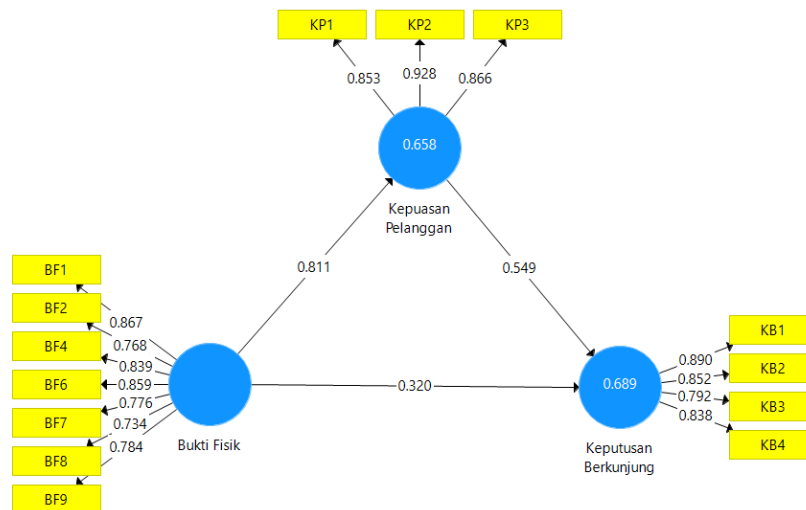 KP1
KP2
KP3
0.853
0.928
0.866
0.658
Kepuasan
Pelanggan
0.811
0.549
BF1
BF2
BF4
BF6
BF7
BF8
BF9
0.867
0.768
0.839
0.859
0.776
0.734
0.784
Bukti Fisik
0.320
0.689
Keputusan
Berkunjung
0.890
0.852
0.792
0.838
KB1
KB2
KB3
KB4